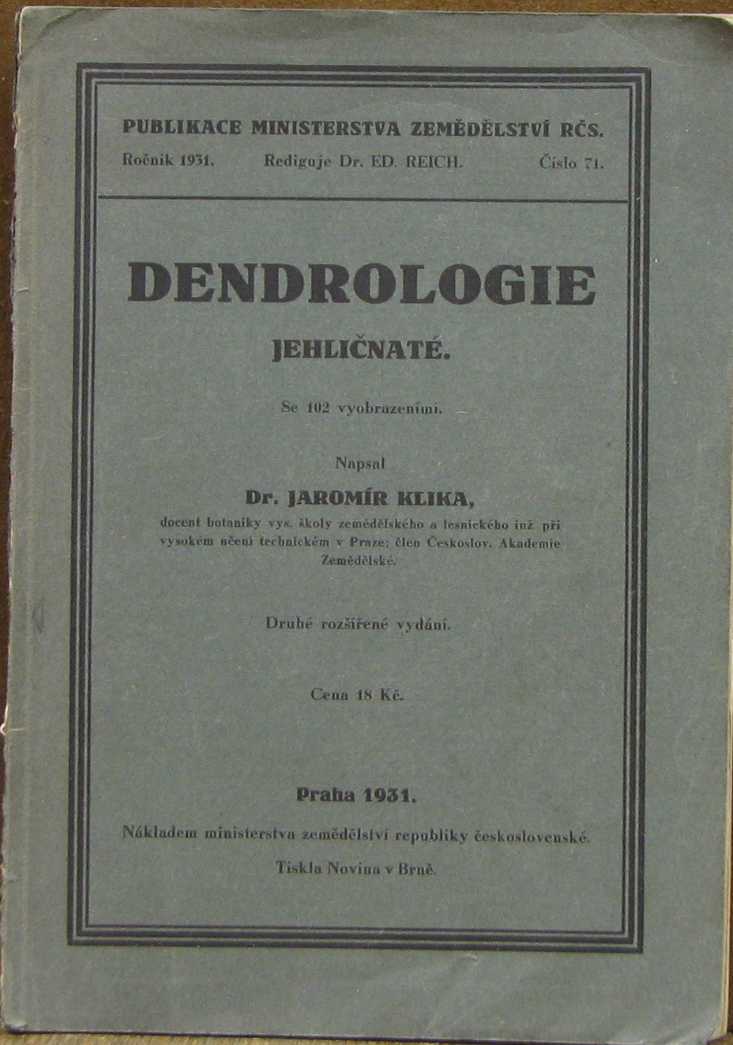 PUBLIKACE MINISTERSTVA ZEMĚDĚLSTVÍ RČS.
Ročník 1931. Rediguje Dr. ED. REICH. Číslo 71.
DENDROLOGIE
JEHLIČNATÉ.
Se 102 vyobrazeními.
Napsal
Dr. JAROMÍR KLIKA,
docent botaniky vys. školy zemědělského a lesnického inž při
vysokém učení technickém v Praze; člen Českoslov. Akademie
Zemědělské.
Druhé rozšířené vydání.
Cena 18 Kč.
Praha 1931.
Nákladem ministerstva zemědělství republiky československé.
Tiskla Novina v Brně.